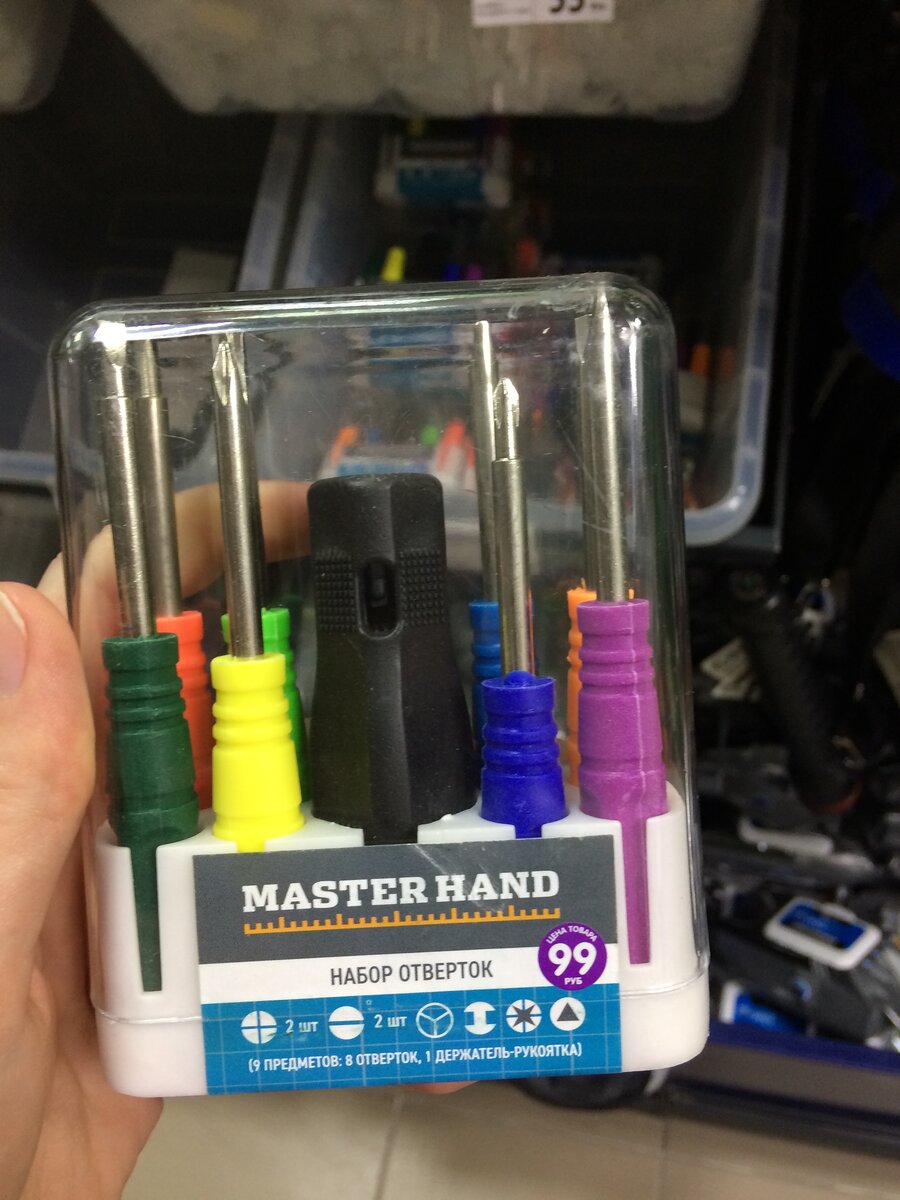 MASTER HAND
НАБОР ОТВЕРТОК
ЦЕНА ТОВАРА
99
РУБ
2 шт
2 шт
(9 ПРЕДМЕТОВ: 8 ОТВЕРТОК, 1 ДЕРЖАТЕЛЬ-РУКОЯТКА)